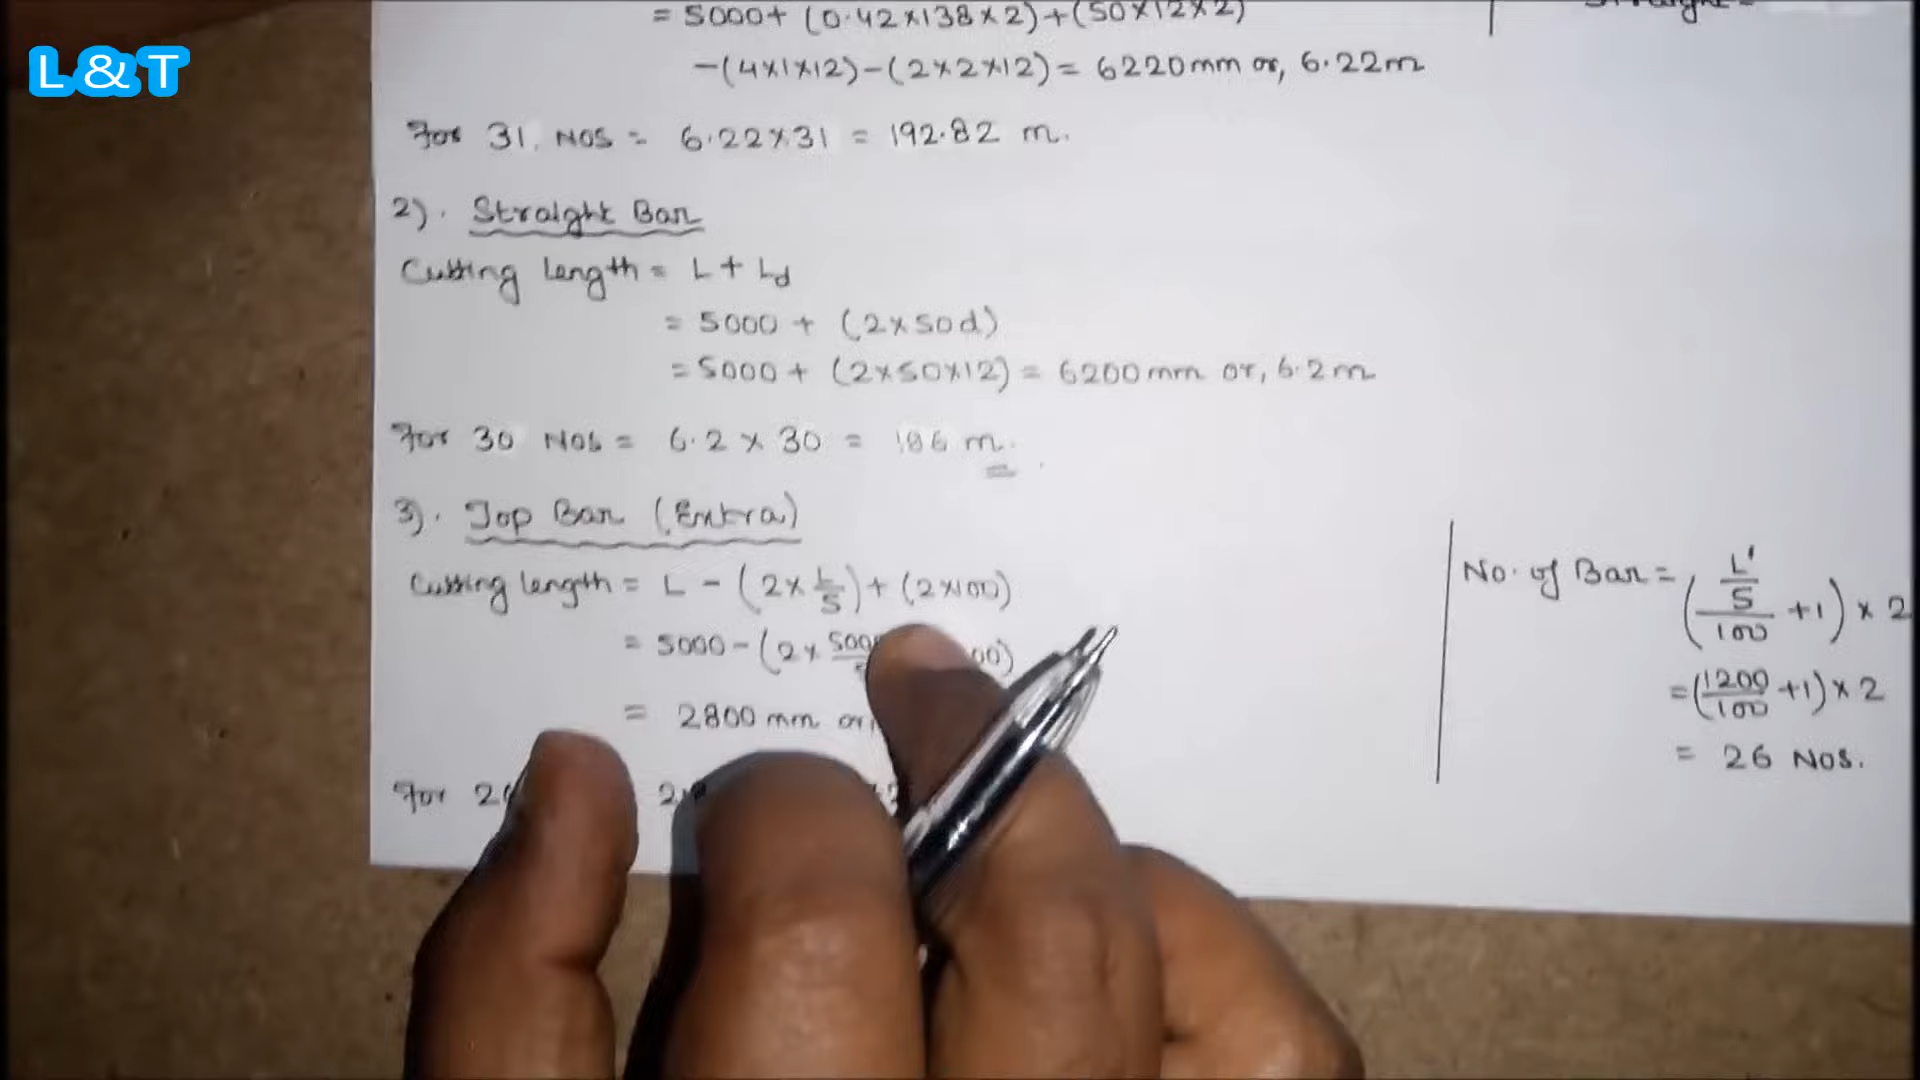 L&T
= 5000+ (0.42×138×2)+(50×12×2)
-(4×1×12)-(2×2×12)= 6220mm or, 6.22m
For 31. NOS = 6.22×31 = 192.82 m.
2). Straight Bar
Cutting length = L+ Ld
= 5000 + (2×50d)
= 5000+ (2×50×12) = 6200mm or, 6.2m
For 30 NOS = 6.2 × 30 = 186 m.
3). Top Bar (Extra)
Cutting length = L - (2× L/5)+ (2×100)
= 5000-(2×
= 2800 mm or,
For
No. of Bar = (L'/5/100 +1) × 2
=(1200/100 +1)×2
= 26 NOS.